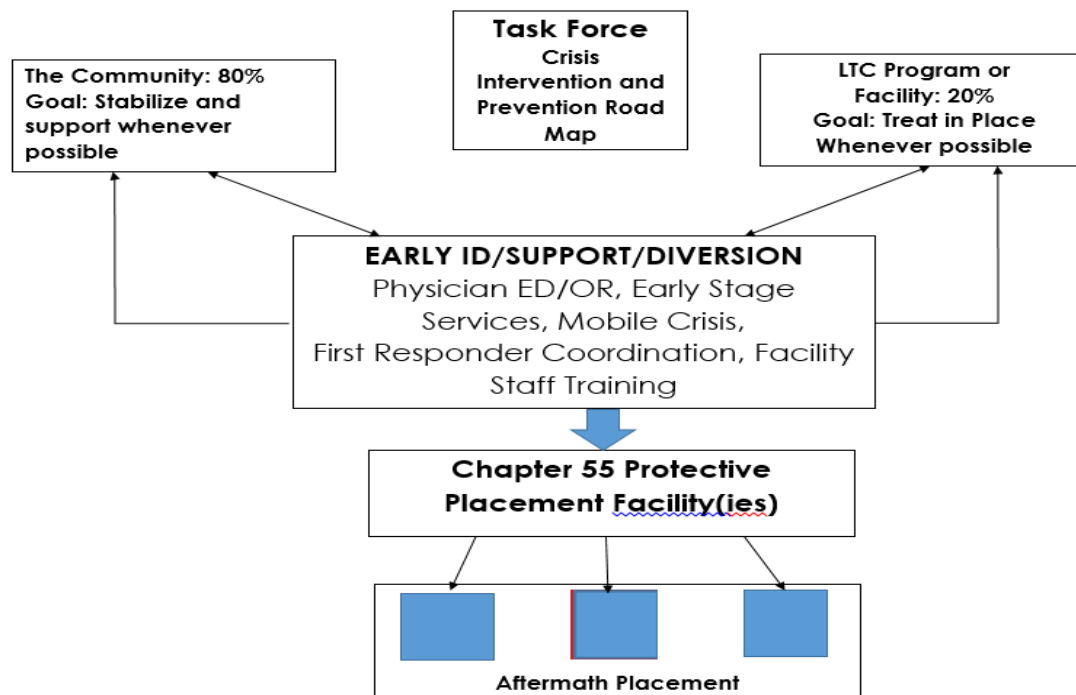 Task Force
Crisis
Intervention and
Prevention Road
Map
The Community: 80%
Goal: Stabilize and
support whenever
possible
LTC Program or
Facility: 20%
Goal: Treat in Place
Whenever possible
EARLY ID/SUPPORT/DIVERSION
Physician ED/OR, Early Stage
Services, Mobile Crisis,
First Responder Coordination, Facility
Staff Training
Chapter 55 Protective
Placement Facility(ies)
Aftermath Placement